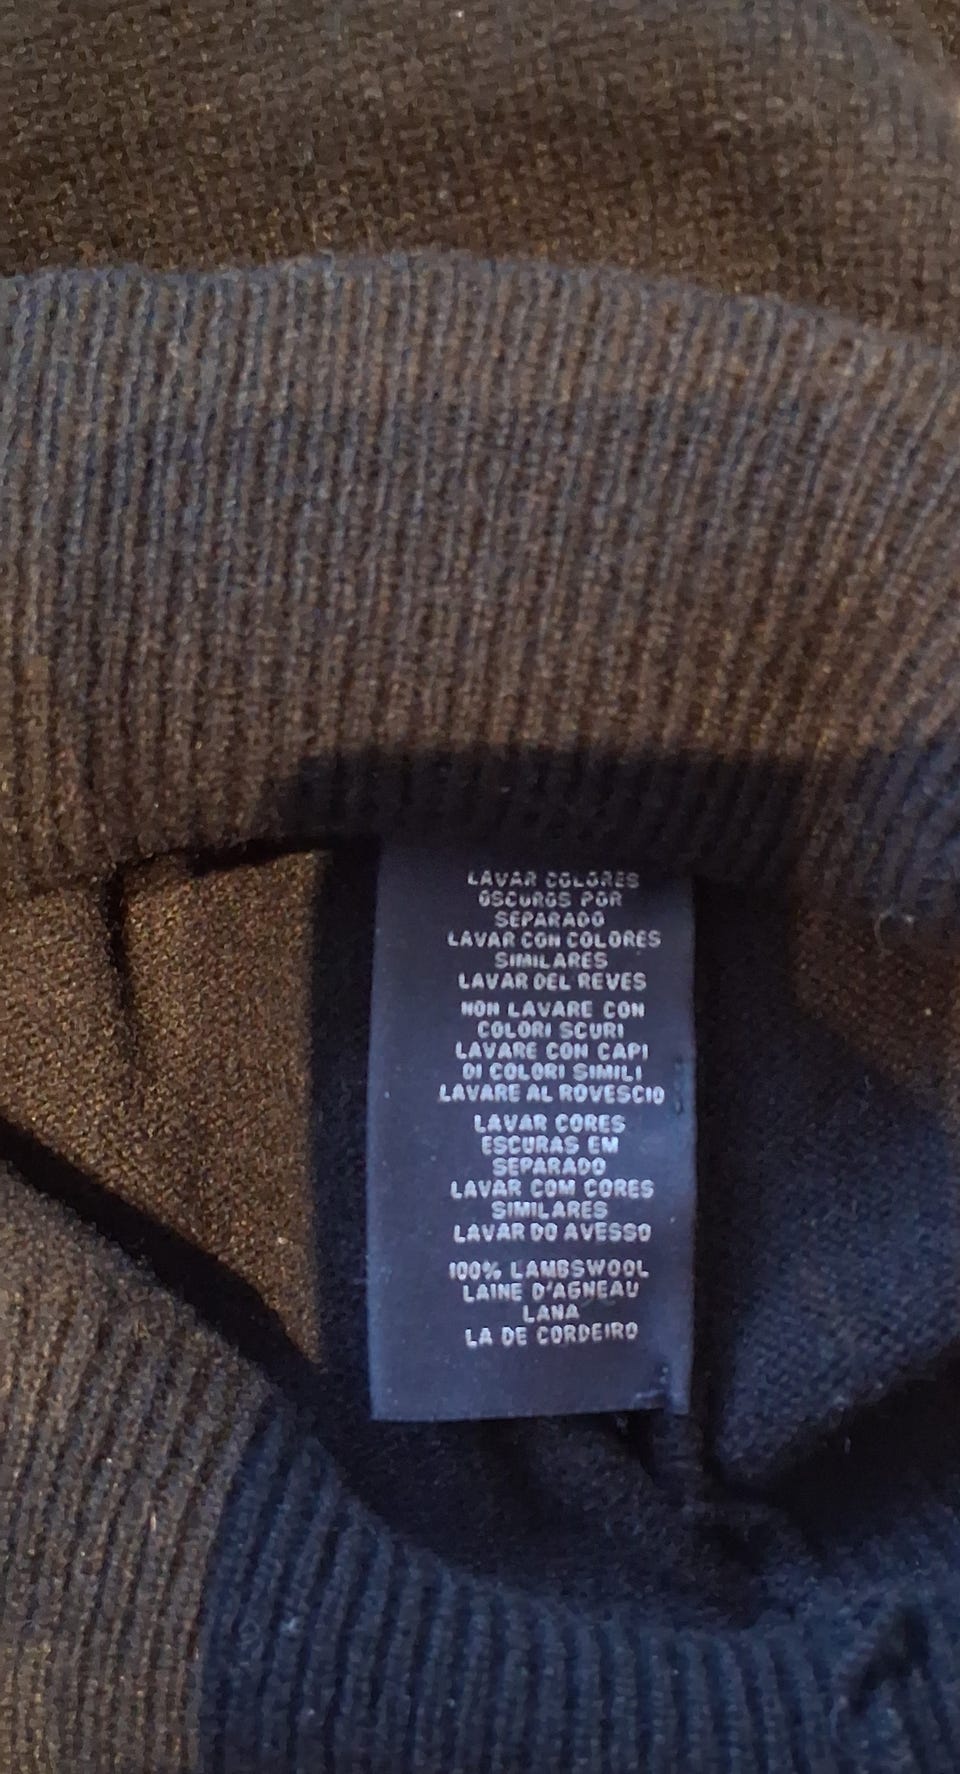 LAVAR COLORES
OSCUROS POR
SEPARADO
LAVAR CON COLORES
SIMILARES
LAVAR DEL REVES
NON LAVARE CON
COLORI SCURI
LAVARE CON CAPI
DI COLORI SIMILI
LAVARE AL ROVESCIO
LAVAR CORES
ESCURAS EM
SEPARADO
LAVAR COM CORES
SIMILARES
LAVAR DO AVESSO
100% LAMBSWOOL
LAINE D'AGNEAU
LANA
LA DE CORDEIRO